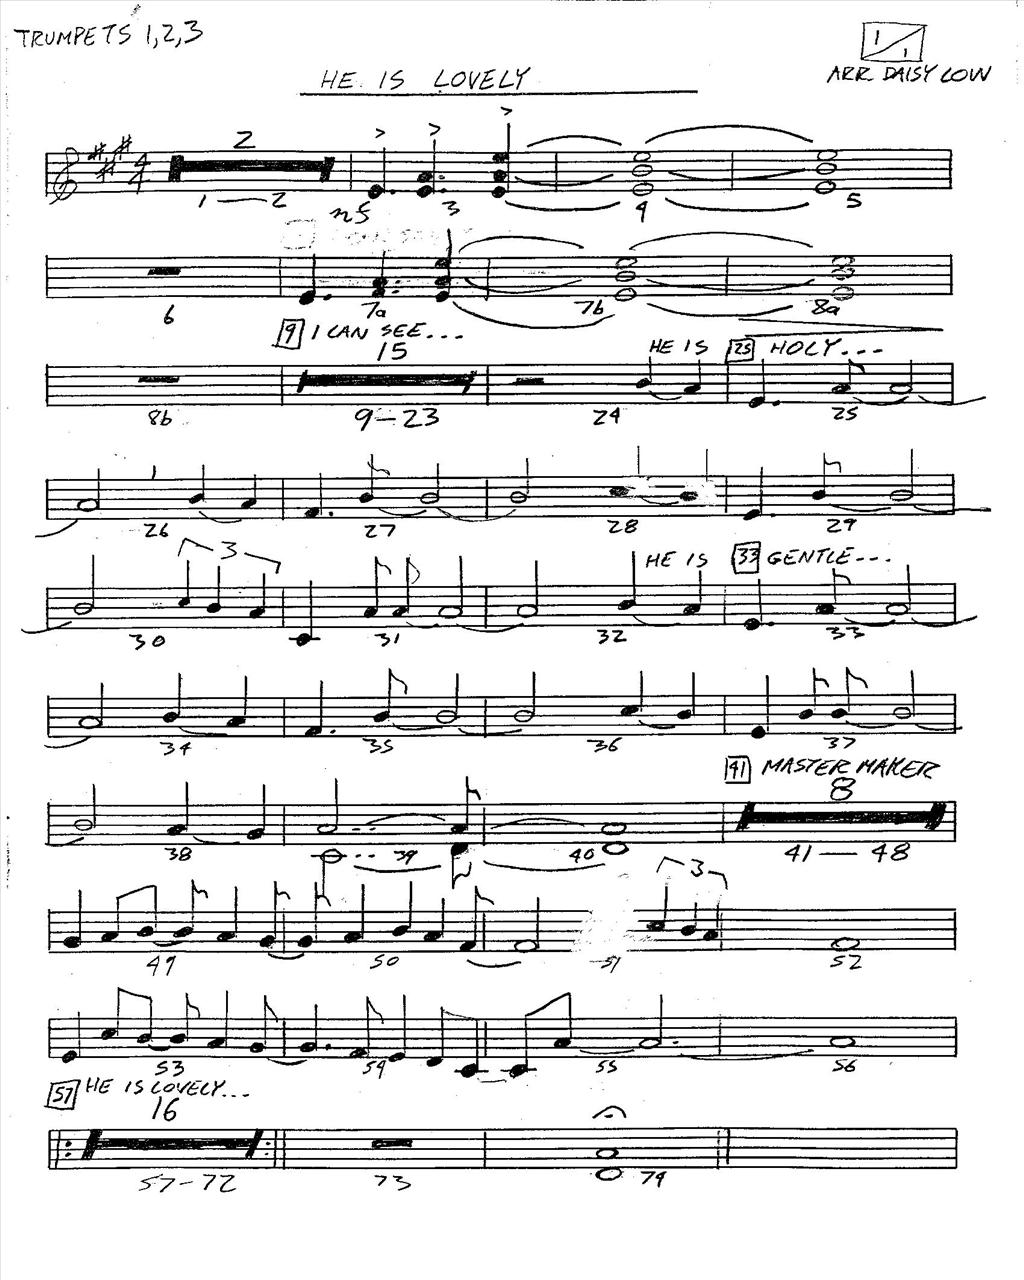 TRUMPETS 1,2,3
1/1
ARR. DAISY LOW
HE IS LOVELY
4/4
2
1—2 mf 3 4 5
6 7a 7b 8a
9 I CAN SEE... HE IS 25 HOLY...
15
8b 9-23 24 25
26 27 28 29
3 HE IS 33 GENTLE...
30 31 32 33
34 35 36 37
41 MASTER MAKER
8
38 39 40 41—48
3
49 50 51 52
53 54 55 56
57 HE IS LOVELY...
16
57-72 73 74